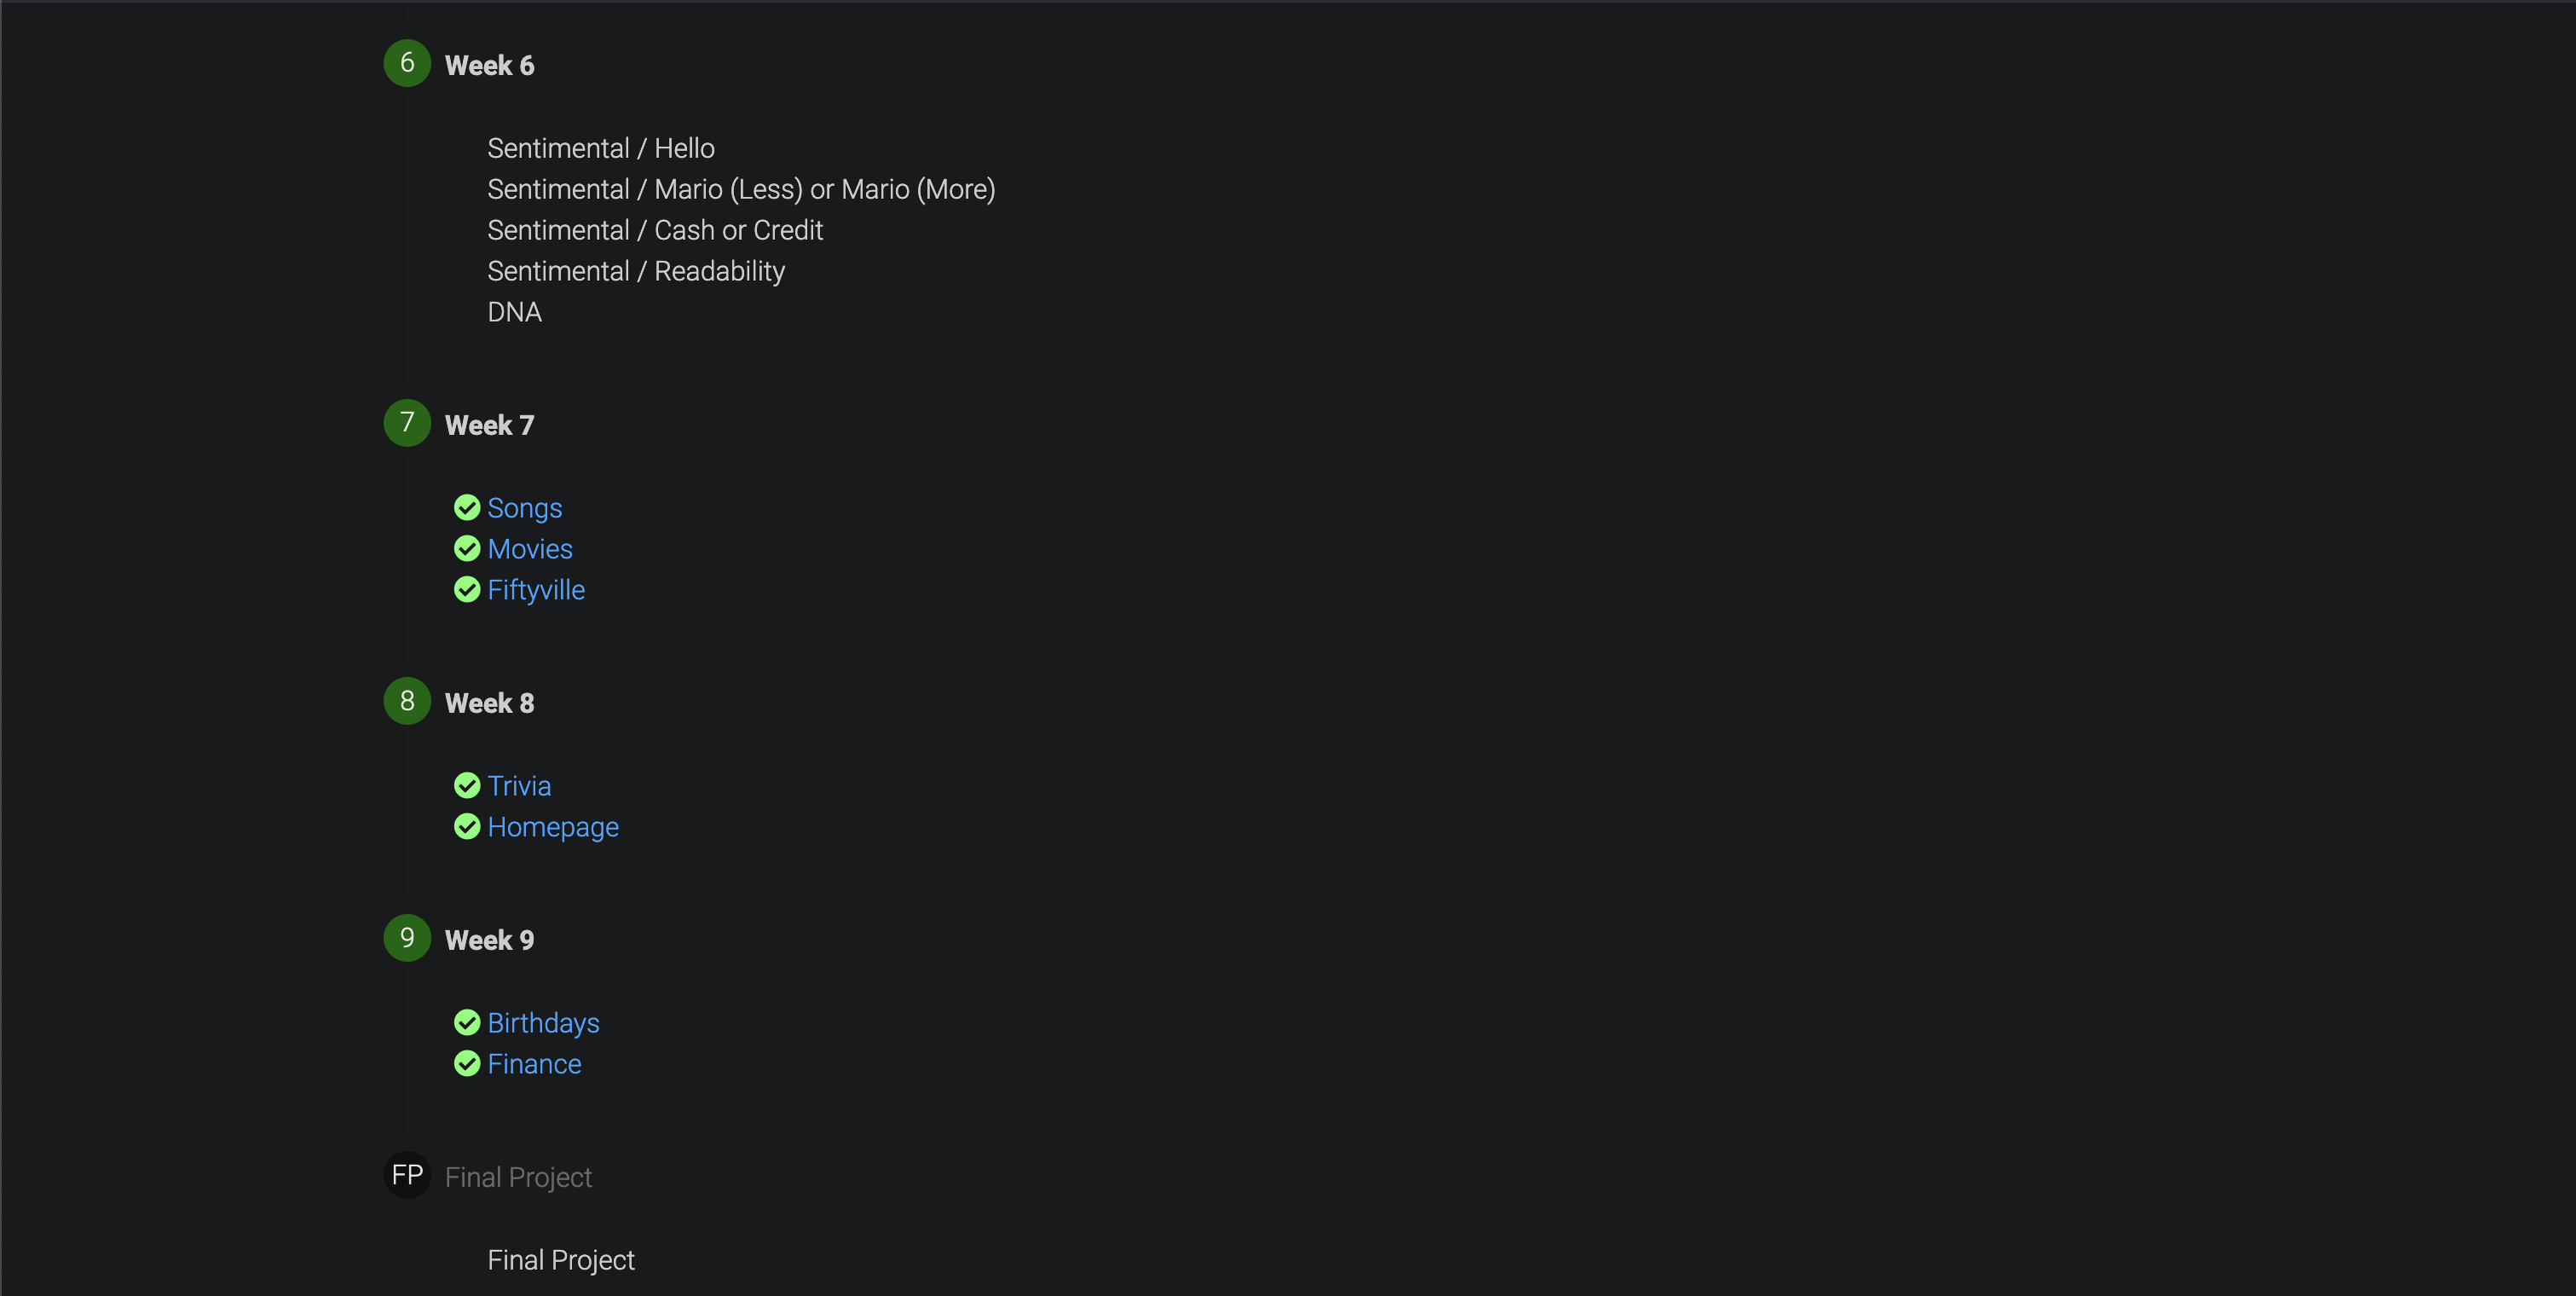 6 Week 6
Sentimental / Hello
Sentimental / Mario (Less) or Mario (More)
Sentimental / Cash or Credit
Sentimental / Readability
DNA
7 Week 7
Songs
Movies
Fiftyville
8 Week 8
Trivia
Homepage
9 Week 9
Birthdays
Finance
FP Final Project
Final Project